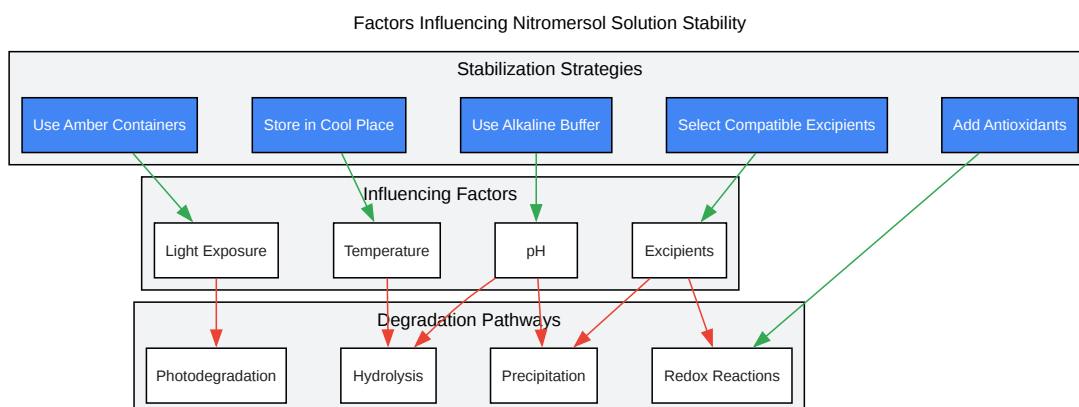 Factors Influencing Nitromersol Solution Stability
Stabilization Strategies
Use Amber Containers
Store in Cool Place
Use Alkaline Buffer
Select Compatible Excipients
Add Antioxidants
Influencing Factors
Light Exposure
Temperature
pH
Excipients
Degradation Pathways
Photodegradation
Hydrolysis
Precipitation
Redox Reactions